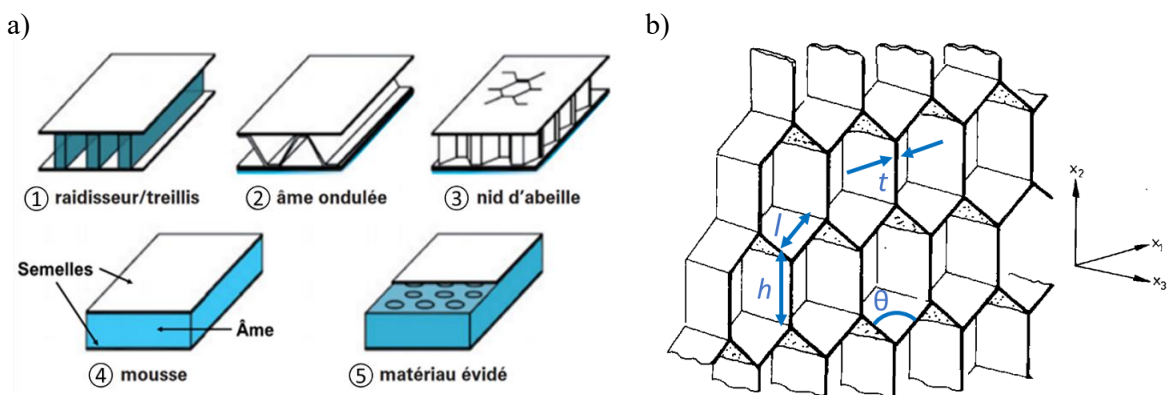 a)
① raidisseur/treillis
② âme ondulée
③ nid d'abeille
Semelles
Âme
④ mousse
⑤ matériau évidé
b)
t
l
h
θ
x₂
x₁
x₃